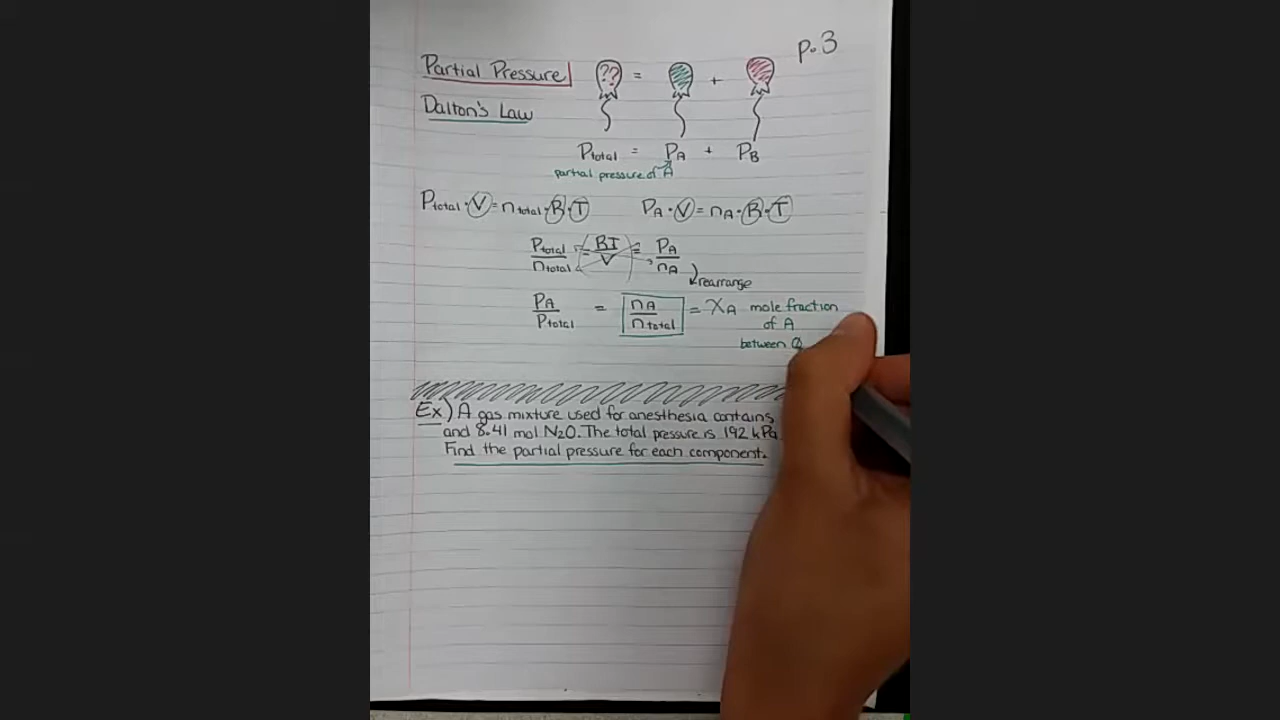 p.3
Partial Pressure
?? = +
Dalton's Law
Ptotal = PA + PB
partial pressure of A
Ptotal · V = ntotal · R · T PA · V = nA · R · T
Ptotal/ntotal = (RT/V) = PA/nA
rearrange
PA/Ptotal = nA/ntotal = XA mole fraction
of A
between 0
Ex) A gas mixture used for anesthesia contains
and 8.41 mol N2O. The total pressure is 192 kPa
Find the partial pressure for each component.